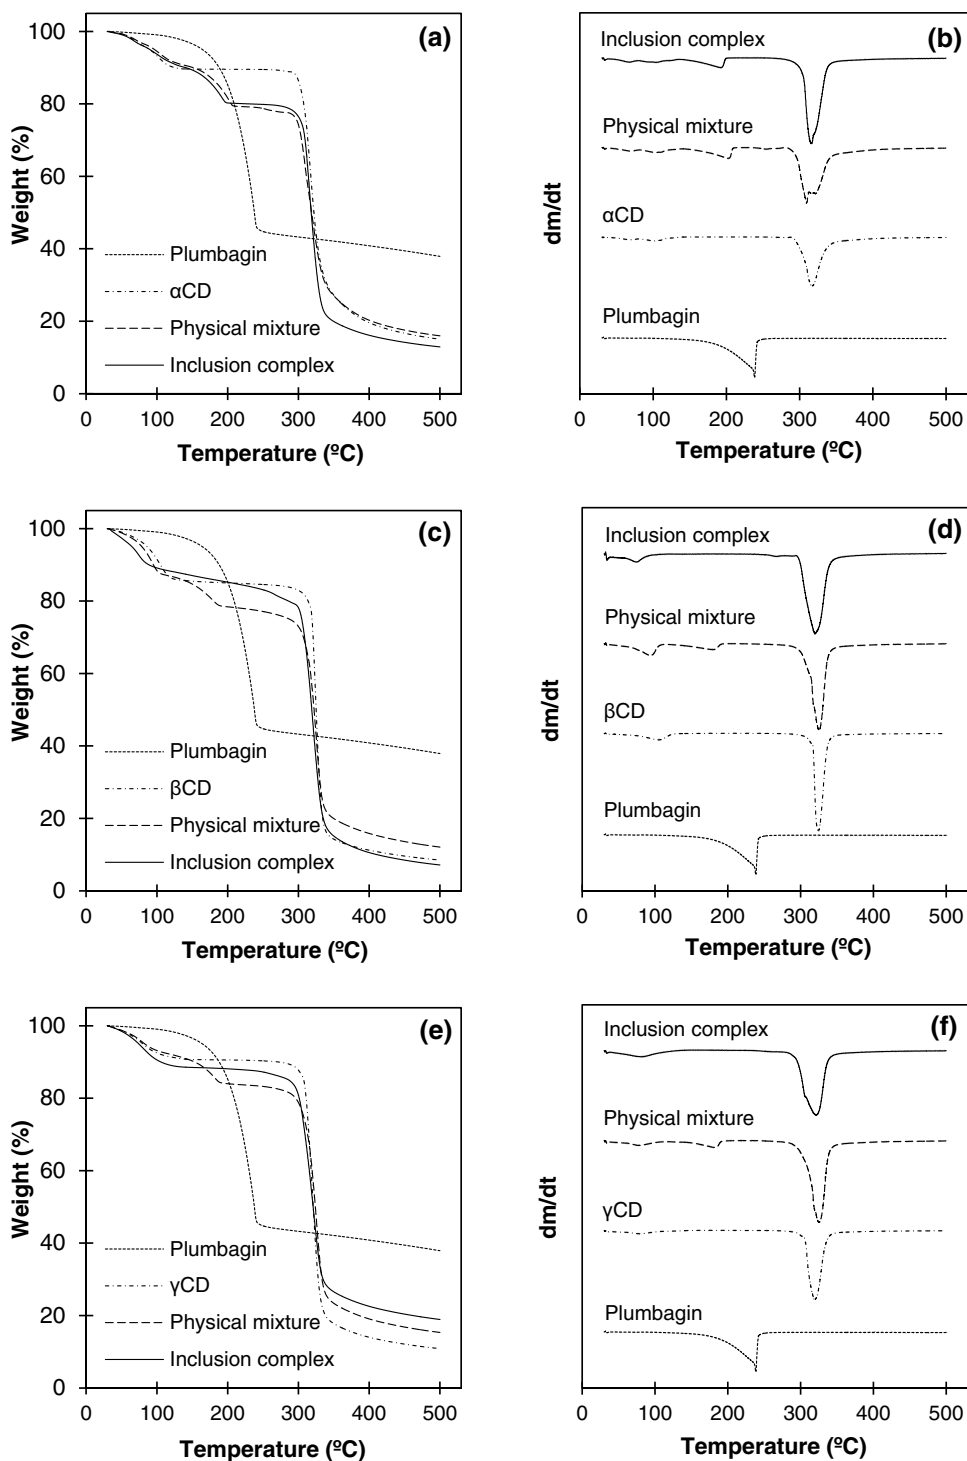 (a)
Weight (%)
100
80
60
40
20
0
Plumbagin
αCD
Physical mixture
Inclusion complex
0 100 200 300 400 500
Temperature (ºC)
(b)
dm/dt
Inclusion complex
Physical mixture
αCD
Plumbagin
0 100 200 300 400 500
Temperature (ºC)
(c)
Weight (%)
100
80
60
40
20
0
Plumbagin
βCD
Physical mixture
Inclusion complex
0 100 200 300 400 500
Temperature (ºC)
(d)
dm/dt
Inclusion complex
Physical mixture
βCD
Plumbagin
0 100 200 300 400 500
Temperature (ºC)
(e)
Weight (%)
100
80
60
40
20
0
Plumbagin
γCD
Physical mixture
Inclusion complex
0 100 200 300 400 500
Temperature (ºC)
(f)
dm/dt
Inclusion complex
Physical mixture
γCD
Plumbagin
0 100 200 300 400 500
Temperature (ºC)